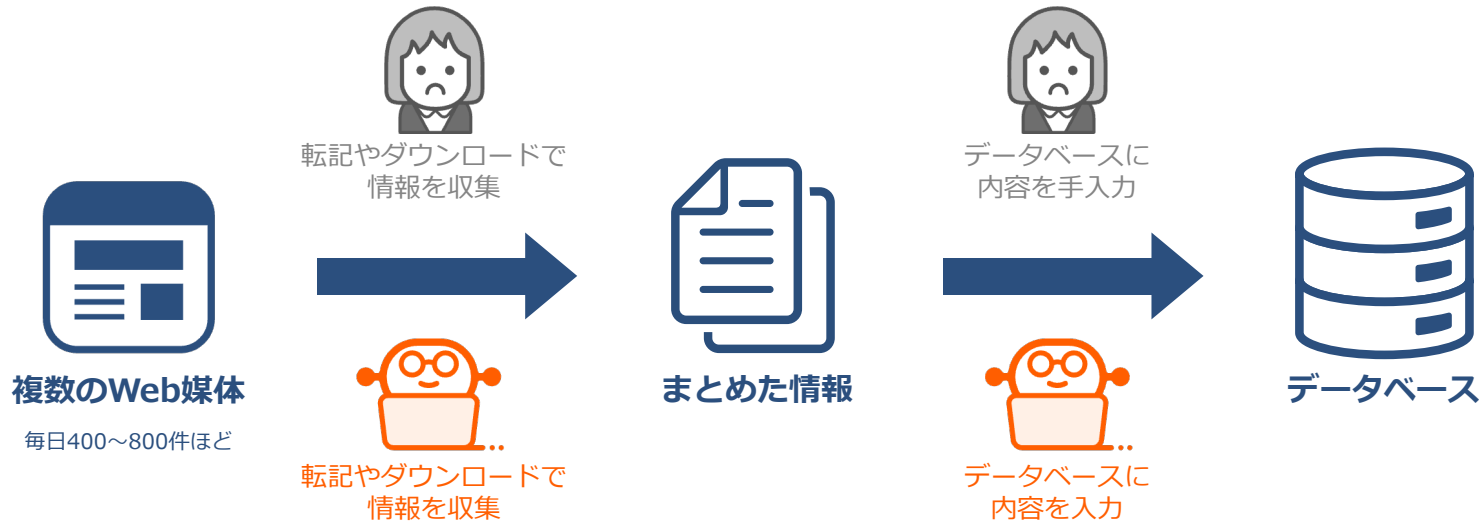 転記やダウンロードで
情報を収集
データベースに
内容を手入力
複数のWeb媒体
毎日400～800件ほど
まとめた情報
データベース
転記やダウンロードで
情報を収集
データベースに
内容を入力